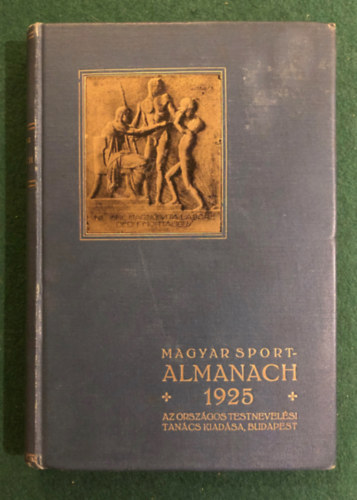 MAGYAR SPORT-
ALMANACH
1925
AZ ORSZÁGOS TESTNEVELÉSI
TANÁCS KIADÁSA, BUDAPEST